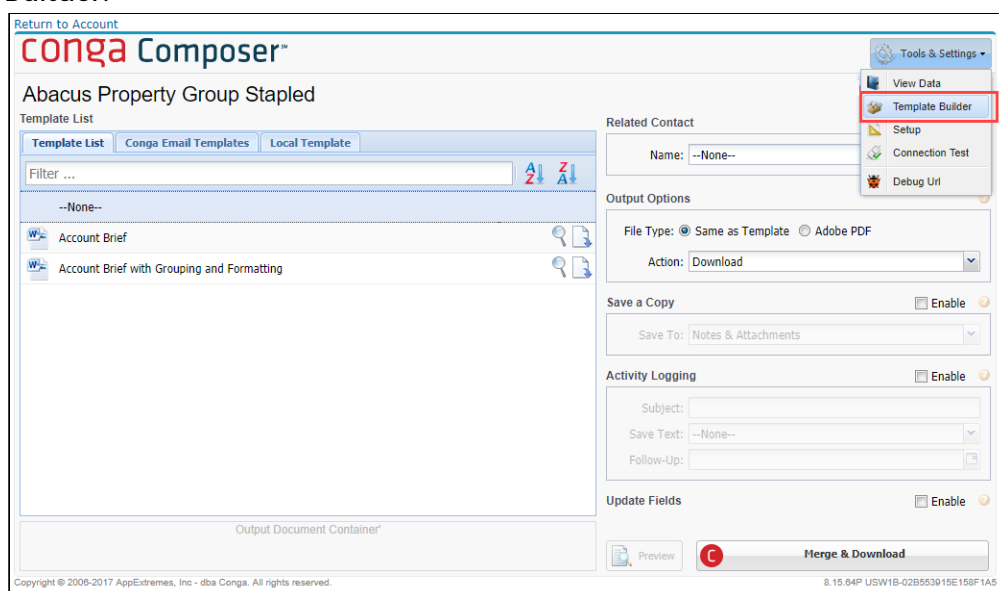 Return to Account
conga Composer™
Tools & Settings
View Data
Template Builder
Setup
Connection Test
Debug Url
Abacus Property Group Stapled
Template List
Template List
Conga Email Templates
Local Template
Filter ...
A
Z
Z
A
--None--
Account Brief
Account Brief with Grouping and Formatting
Output Document Container'
Related Contact
Name: --None--
Output Options
File Type: Same as Template Adobe PDF
Action: Download
Save a Copy
Enable
Save To: Notes & Attachments
Activity Logging
Enable
Subject:
Save Text: --None--
Follow-Up:
Update Fields
Enable
Preview
C Merge & Download
Copyright © 2006-2017 AppExtremes, Inc - dba Conga. All rights reserved.
8.15.64P USW1B-02B553915E158F1A5